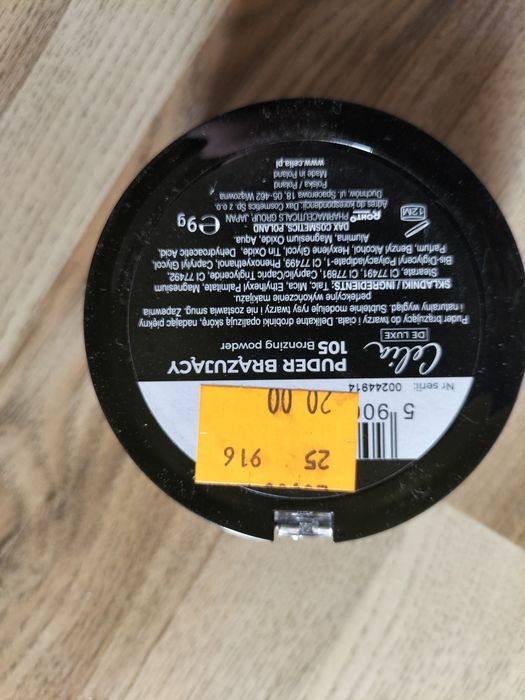 5 900
Nr serii: 00244914
20.00
25 916
PUDER BRĄZUJĄCY
105 Bronzing powder
Celia
DE LUXE
Puder brązujący do twarzy i ciała. Delikatne drobinki opalizują skórę, nadając piękny
i naturalny wygląd. Subtelnie modeluje rysy twarzy i nie zostawia smug. Zapewnia
perfekcyjne wykończenie makijażu.
SKŁADNIKI / INGREDIENTS: Talc, Mica, Ethylhexyl Palmitate, Magnesium
Stearate, CI 77491, CI 77891, Caprylic/Capric Triglyceride, CI 77492,
Bis-Diglyceryl Polyacyladipate-1, CI 77499, Phenoxyethanol, Caprylyl Glycol,
Parfum, Benzyl Alcohol, Hexylene Glycol, Tin Oxide, Dehydroacetic Acid,
Alumina, Magnesium Oxide, Aqua.
DAX COSMETICS, POLAND
ROHTO PHARMACEUTICALS GROUP, JAPAN
Adres do korespondencji: Dax Cosmetics Sp. z o.o.
Duchnów, ul. Spacerowa 18, 05-462 Wiązowna
Polska / Poland
Made in Poland
www.celia.pl
12M
e 9g